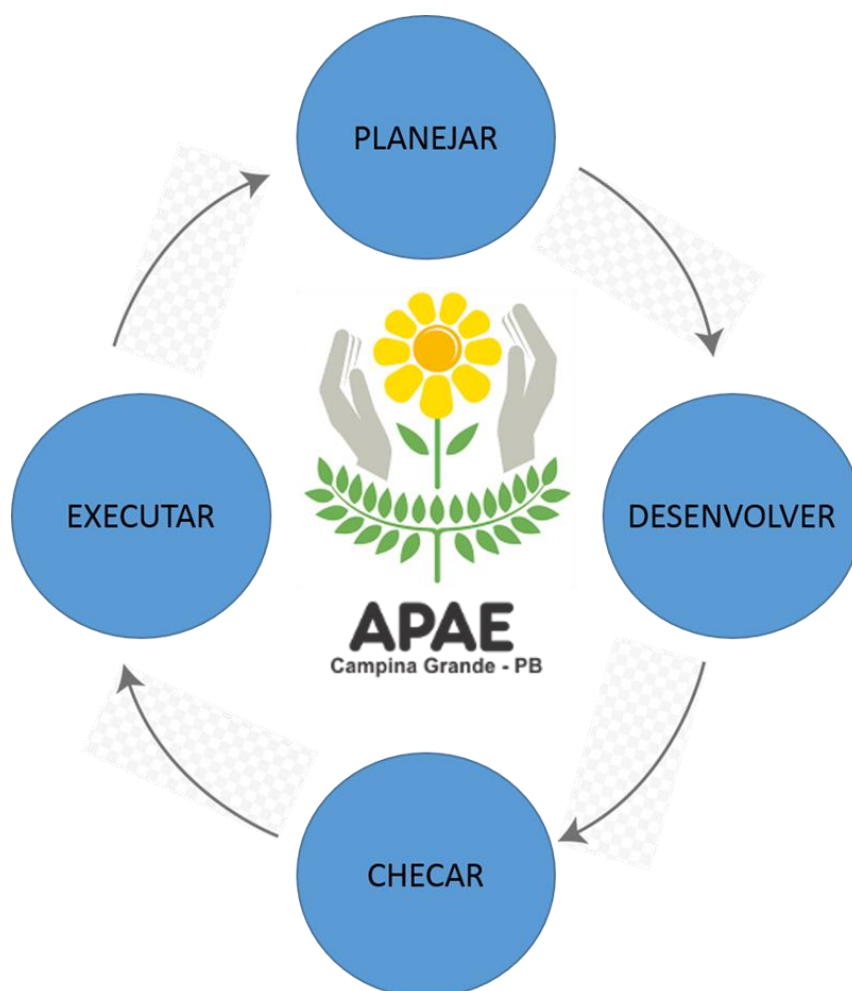 PLANEJAR
EXECUTAR
DESENVOLVER
APAE
Campina Grande - PB
CHECAR